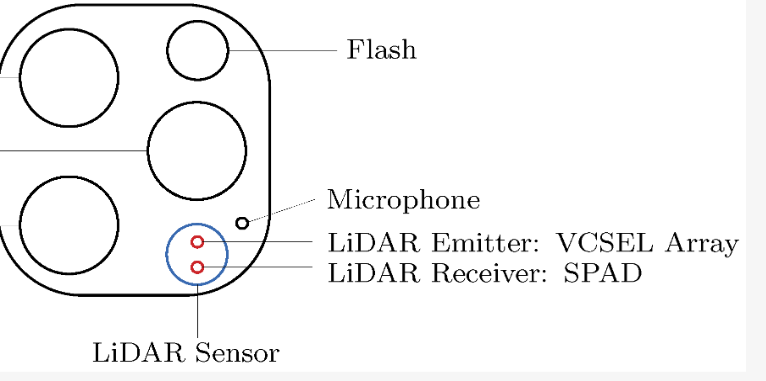 Flash
Microphone
LiDAR Emitter: VCSEL Array
LiDAR Receiver: SPAD
LiDAR Sensor